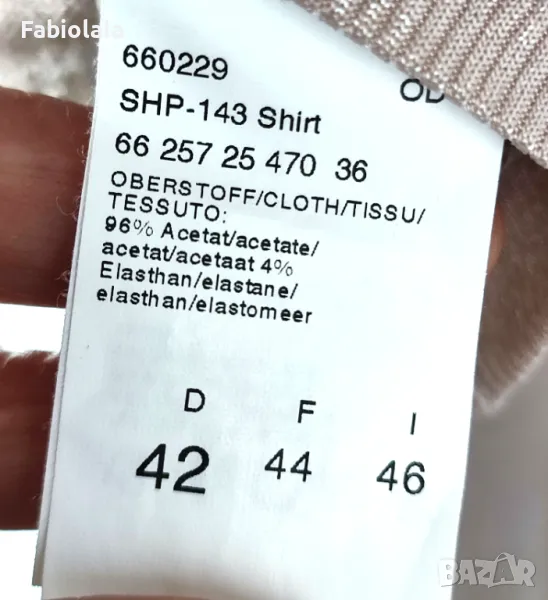 Fabiolala
660229
OD
SHP-143 Shirt
66 257 25 470 36
OBERSTOFF/CLOTH/TISSU/
TESSUTO:
96% Acetat/acetate/
acetat/acetaat 4%
Elasthan/elastane/
elasthan/elastomeer
D F I
42 44 46
BAZAR